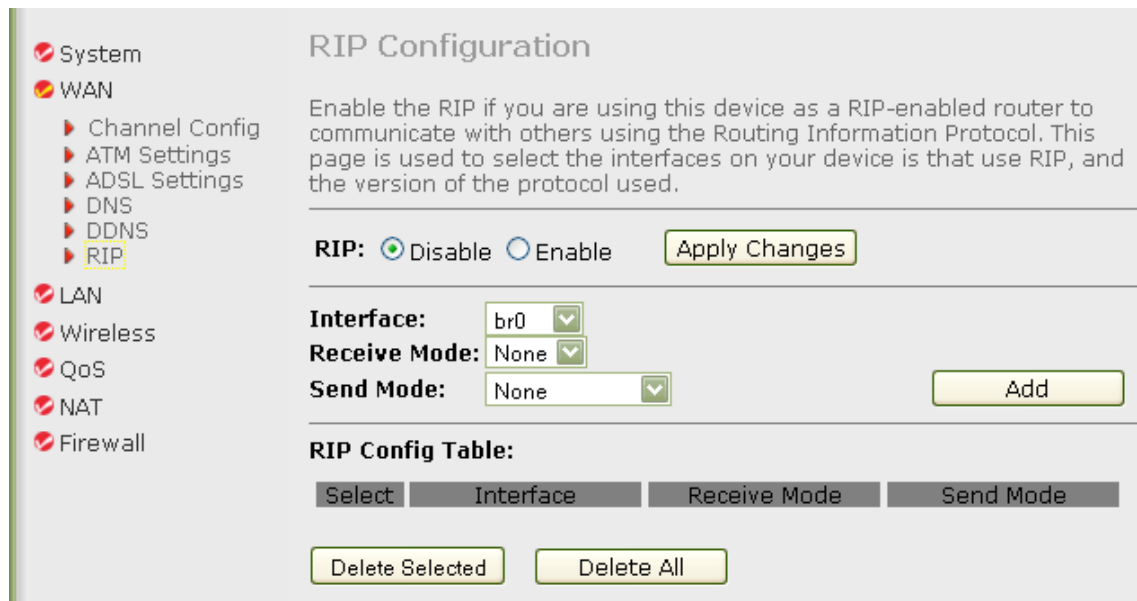 System
WAN
Channel Config
ATM Settings
ADSL Settings
DNS
DDNS
RIP
LAN
Wireless
QoS
NAT
Firewall
RIP Configuration
Enable the RIP if you are using this device as a RIP-enabled router to
communicate with others using the Routing Information Protocol. This
page is used to select the interfaces on your device is that use RIP, and
the version of the protocol used.
RIP: Disable Enable Apply Changes
Interface: br0
Receive Mode: None
Send Mode: None Add
RIP Config Table:
Select Interface Receive Mode Send Mode
Delete Selected Delete All